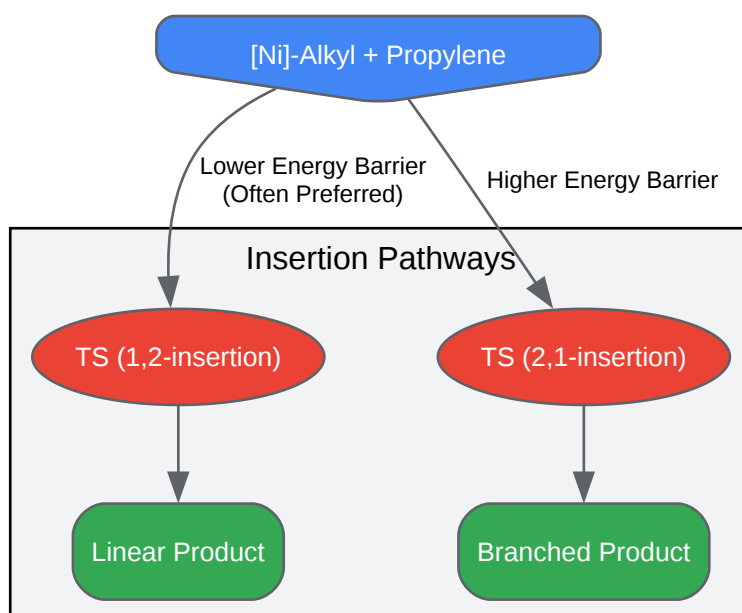 [Ni]-Alkyl + Propylene
Lower Energy Barrier
(Often Preferred)
Higher Energy Barrier
Insertion Pathways
TS (1,2-insertion)
TS (2,1-insertion)
Linear Product
Branched Product